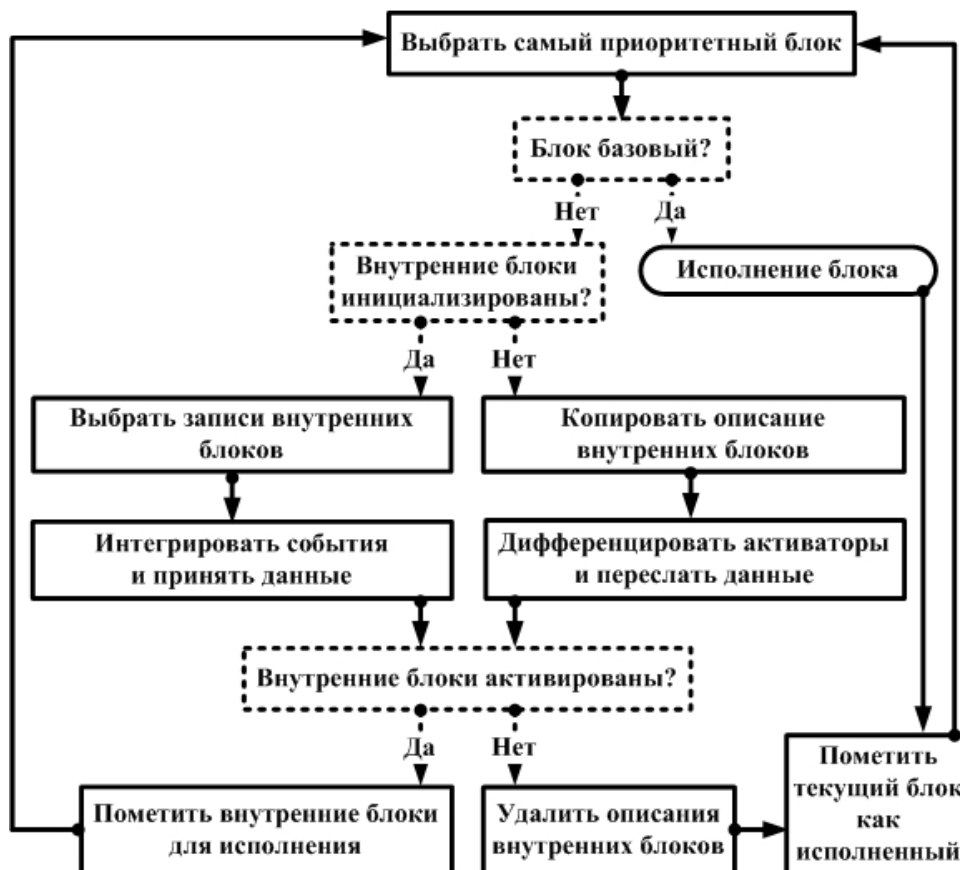 Выбрать самый приоритетный блок
Блок базовый?
Нет
Да
Внутренние блоки
инициализированы?
Исполнение блока
Да
Нет
Выбрать записи внутренних
блоков
Копировать описание
внутренних блоков
Интегрировать события
и принять данные
Дифференцировать активаторы
и переслать данные
Внутренние блоки активированы?
Да
Нет
Пометить внутренние блоки
для исполнения
Удалить описания
внутренних блоков
Пометить
текущий блок
как
исполненный